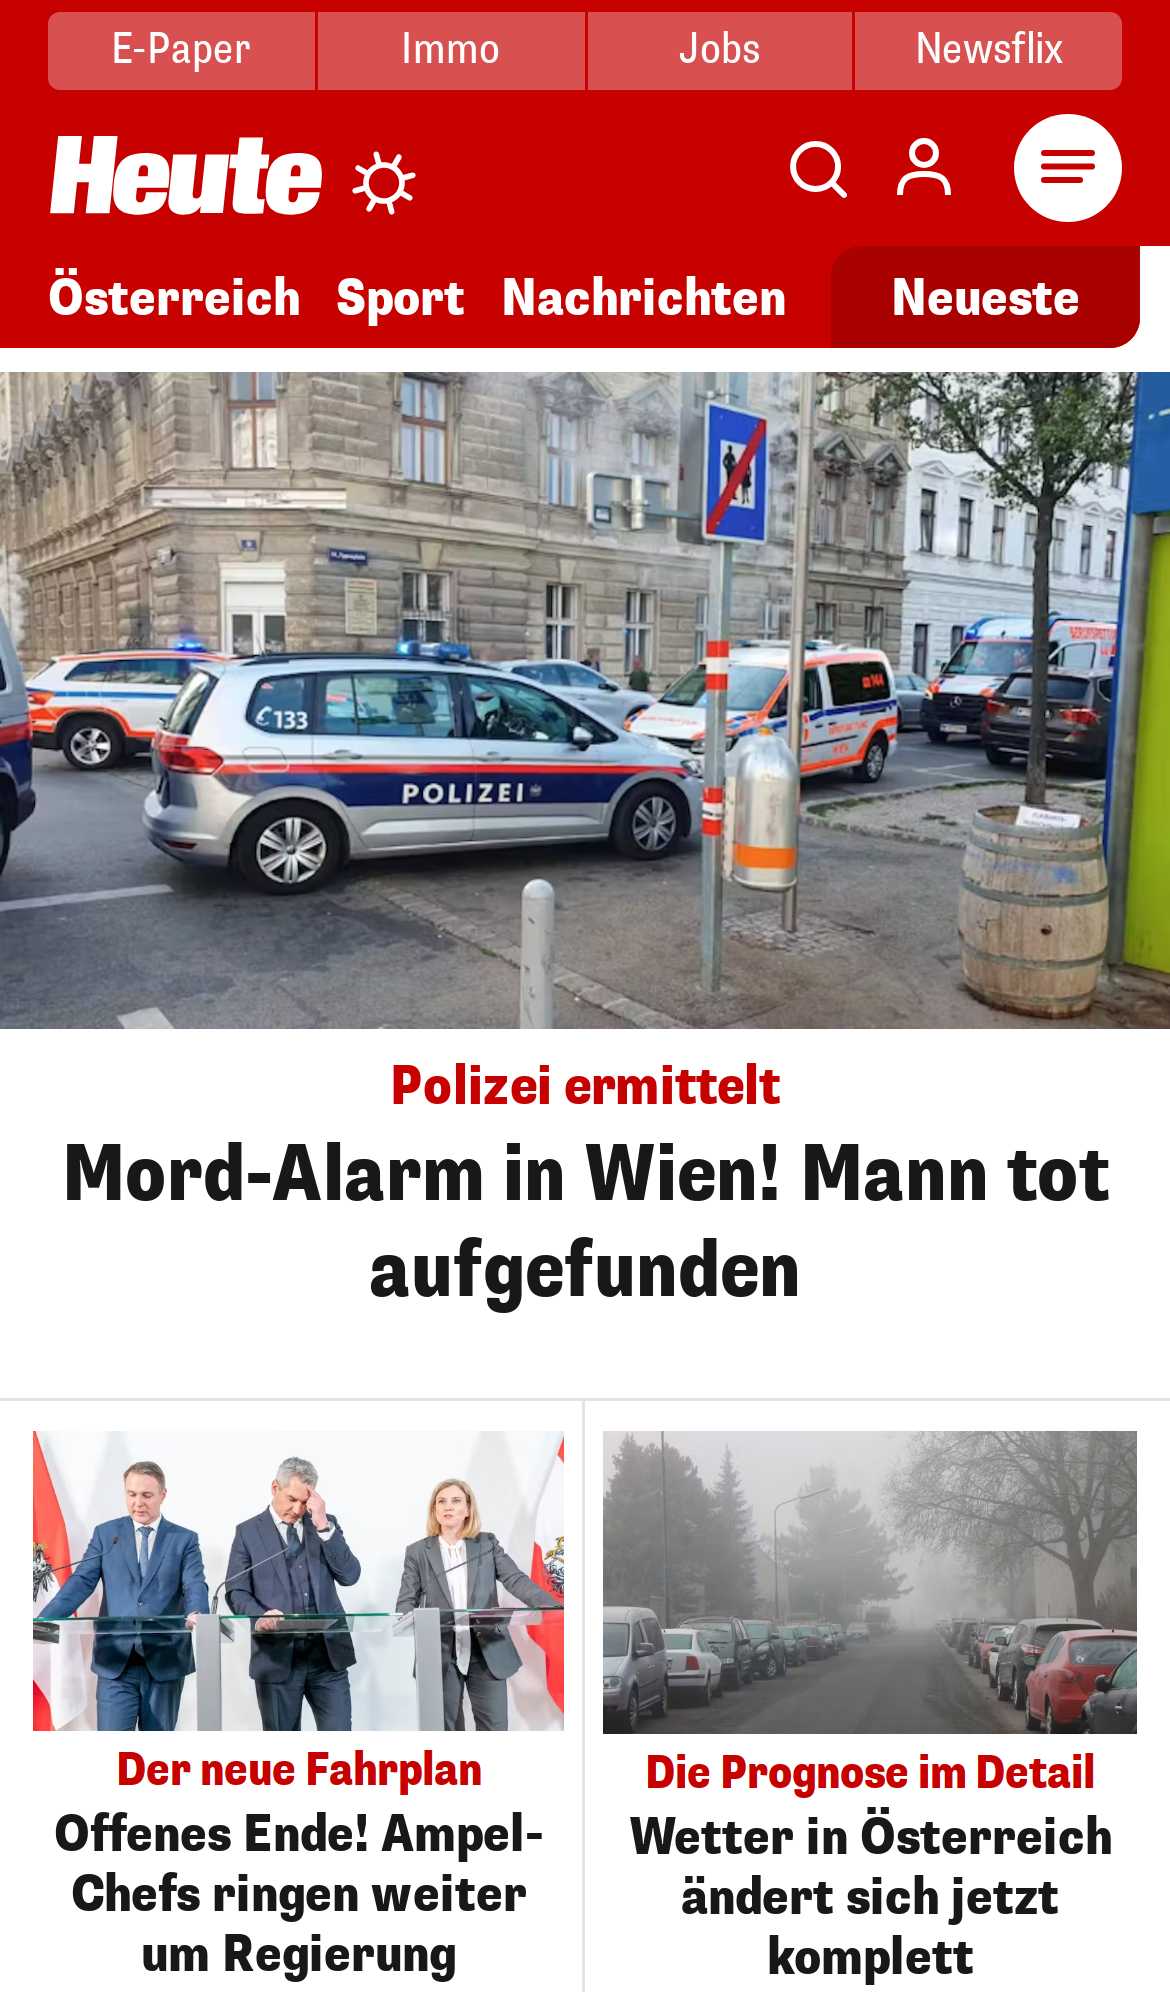 E-Paper
Immo
Jobs
Newsflix
Heute
Österreich
Sport
Nachrichten
Neueste
144
133
POLIZEI
Polizei ermittelt
Mord-Alarm in Wien! Mann tot
aufgefunden
Der neue Fahrplan
Offenes Ende! Ampel-
Chefs ringen weiter
um Regierung
Die Prognose im Detail
Wetter in Österreich
ändert sich jetzt
komplett